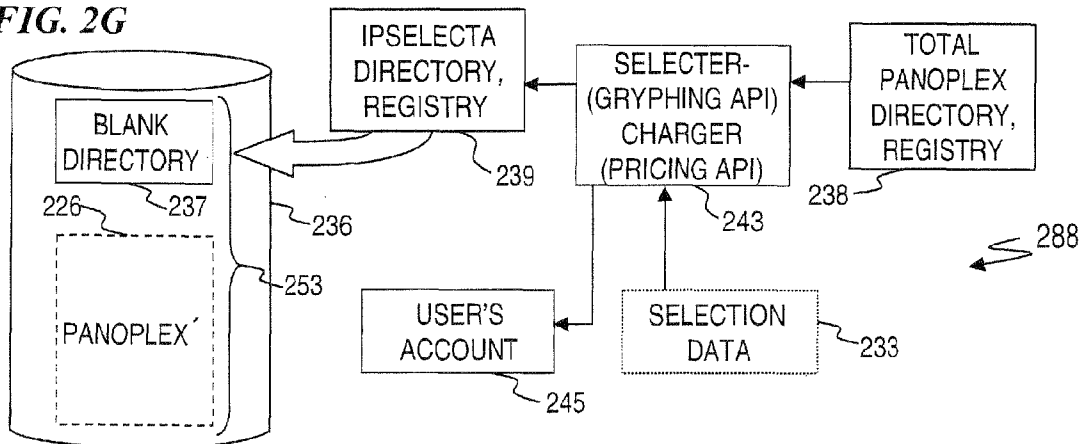 FIG. 2G
BLANK
DIRECTORY
237
226
PANOPLEX´
236
253
IPSELECTA
DIRECTORY,
REGISTRY
239
SELECTER-
(GRYPHING API)
CHARGER
(PRICING API)
243
TOTAL
PANOPLEX
DIRECTORY,
REGISTRY
238
288
USER'S
ACCOUNT
245
SELECTION
DATA
233